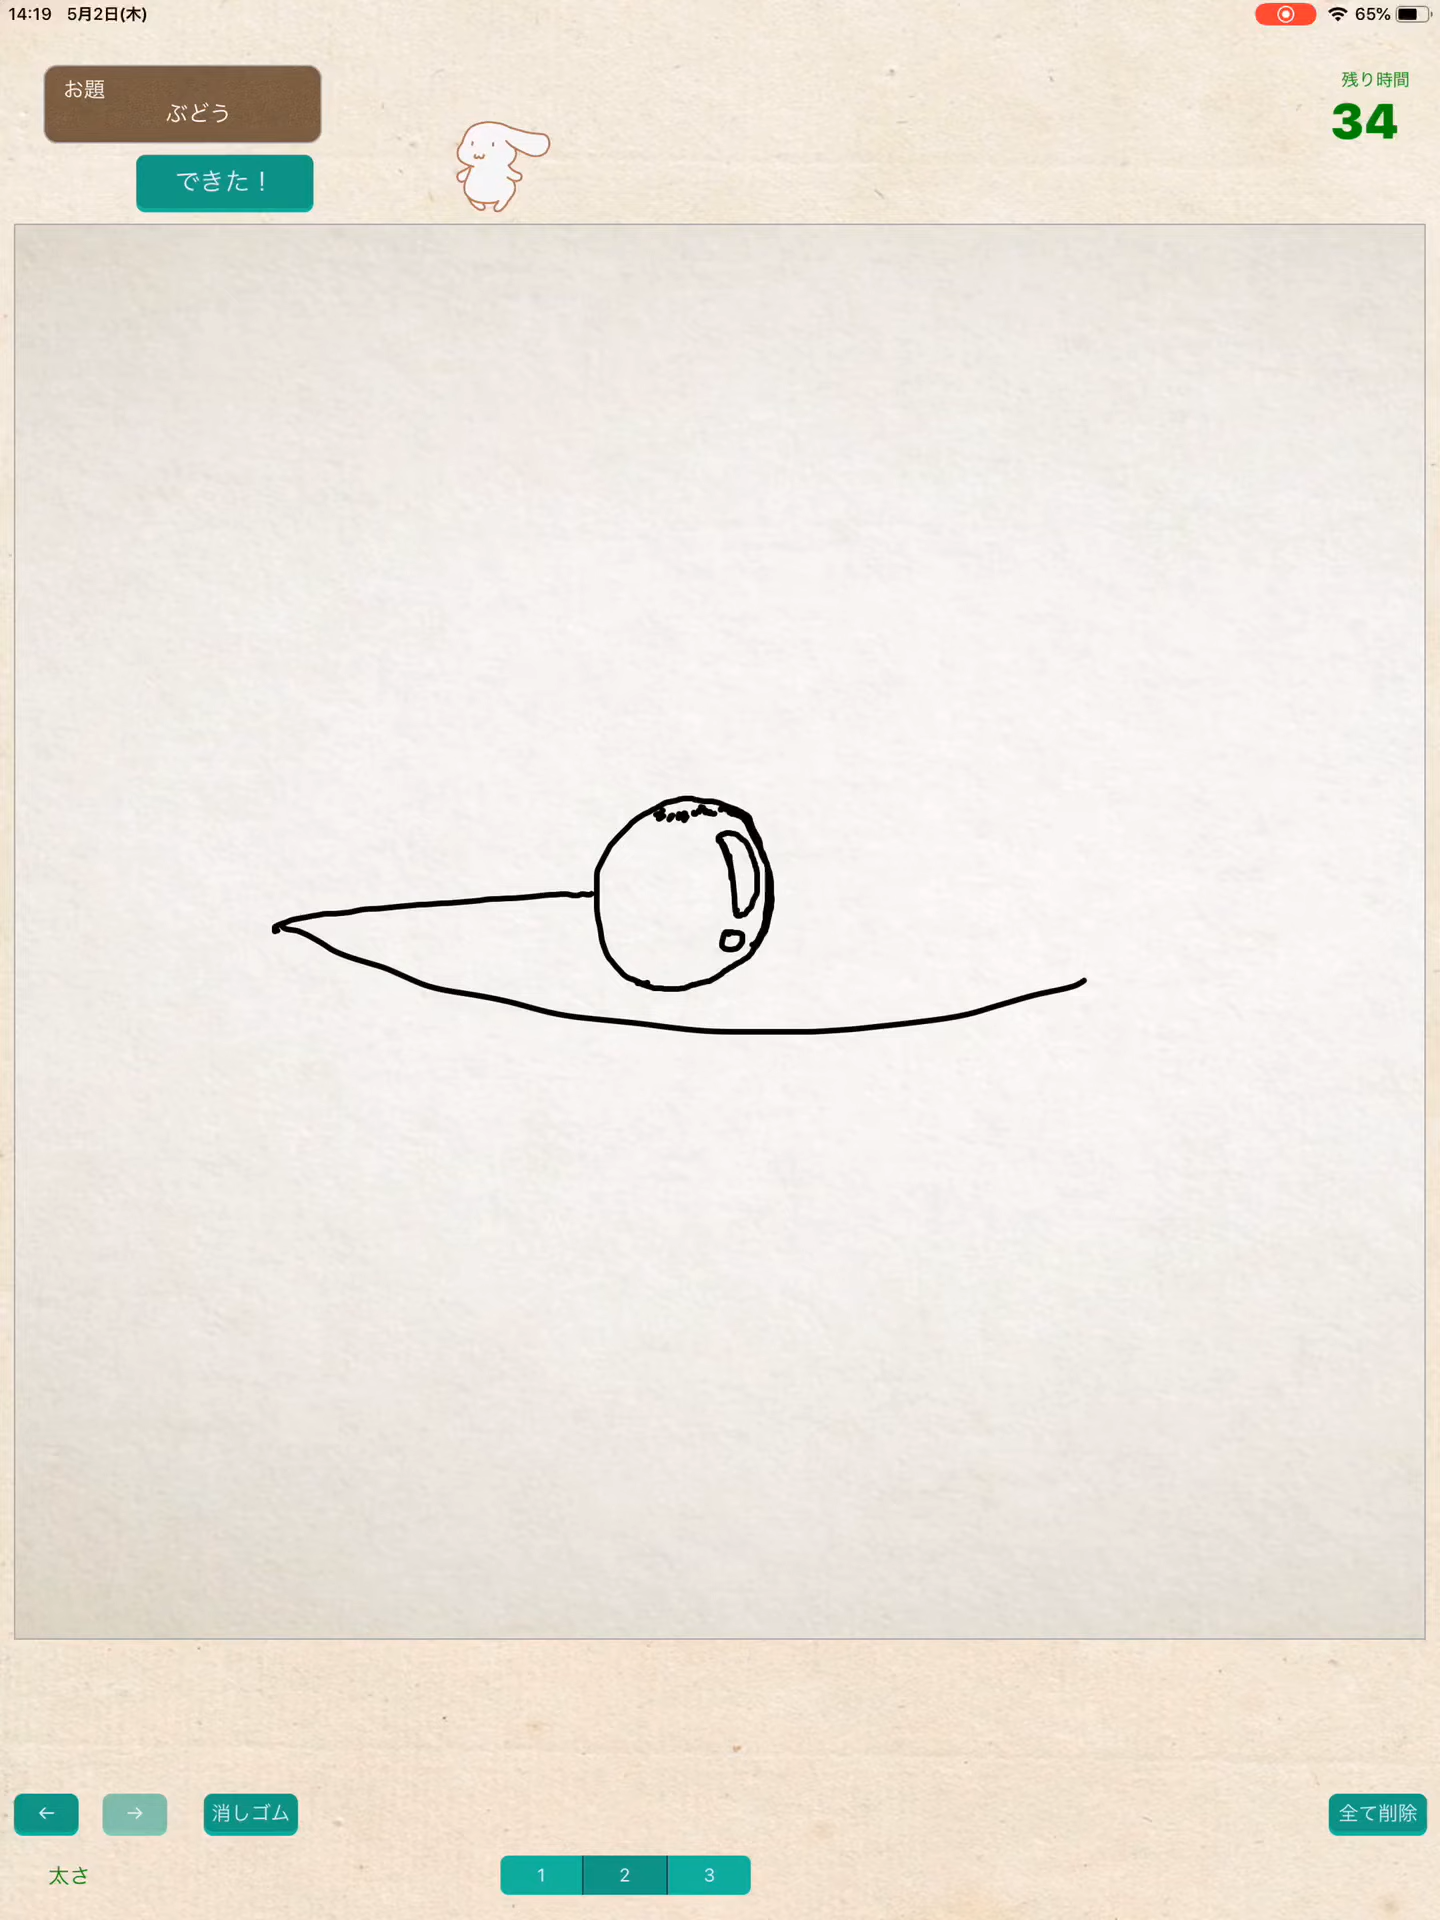 14:19 5月2日(木)
65%
お題
ぶどう
残り時間
34
できた！
← → 消しゴム 全て削除
太さ 1 2 3